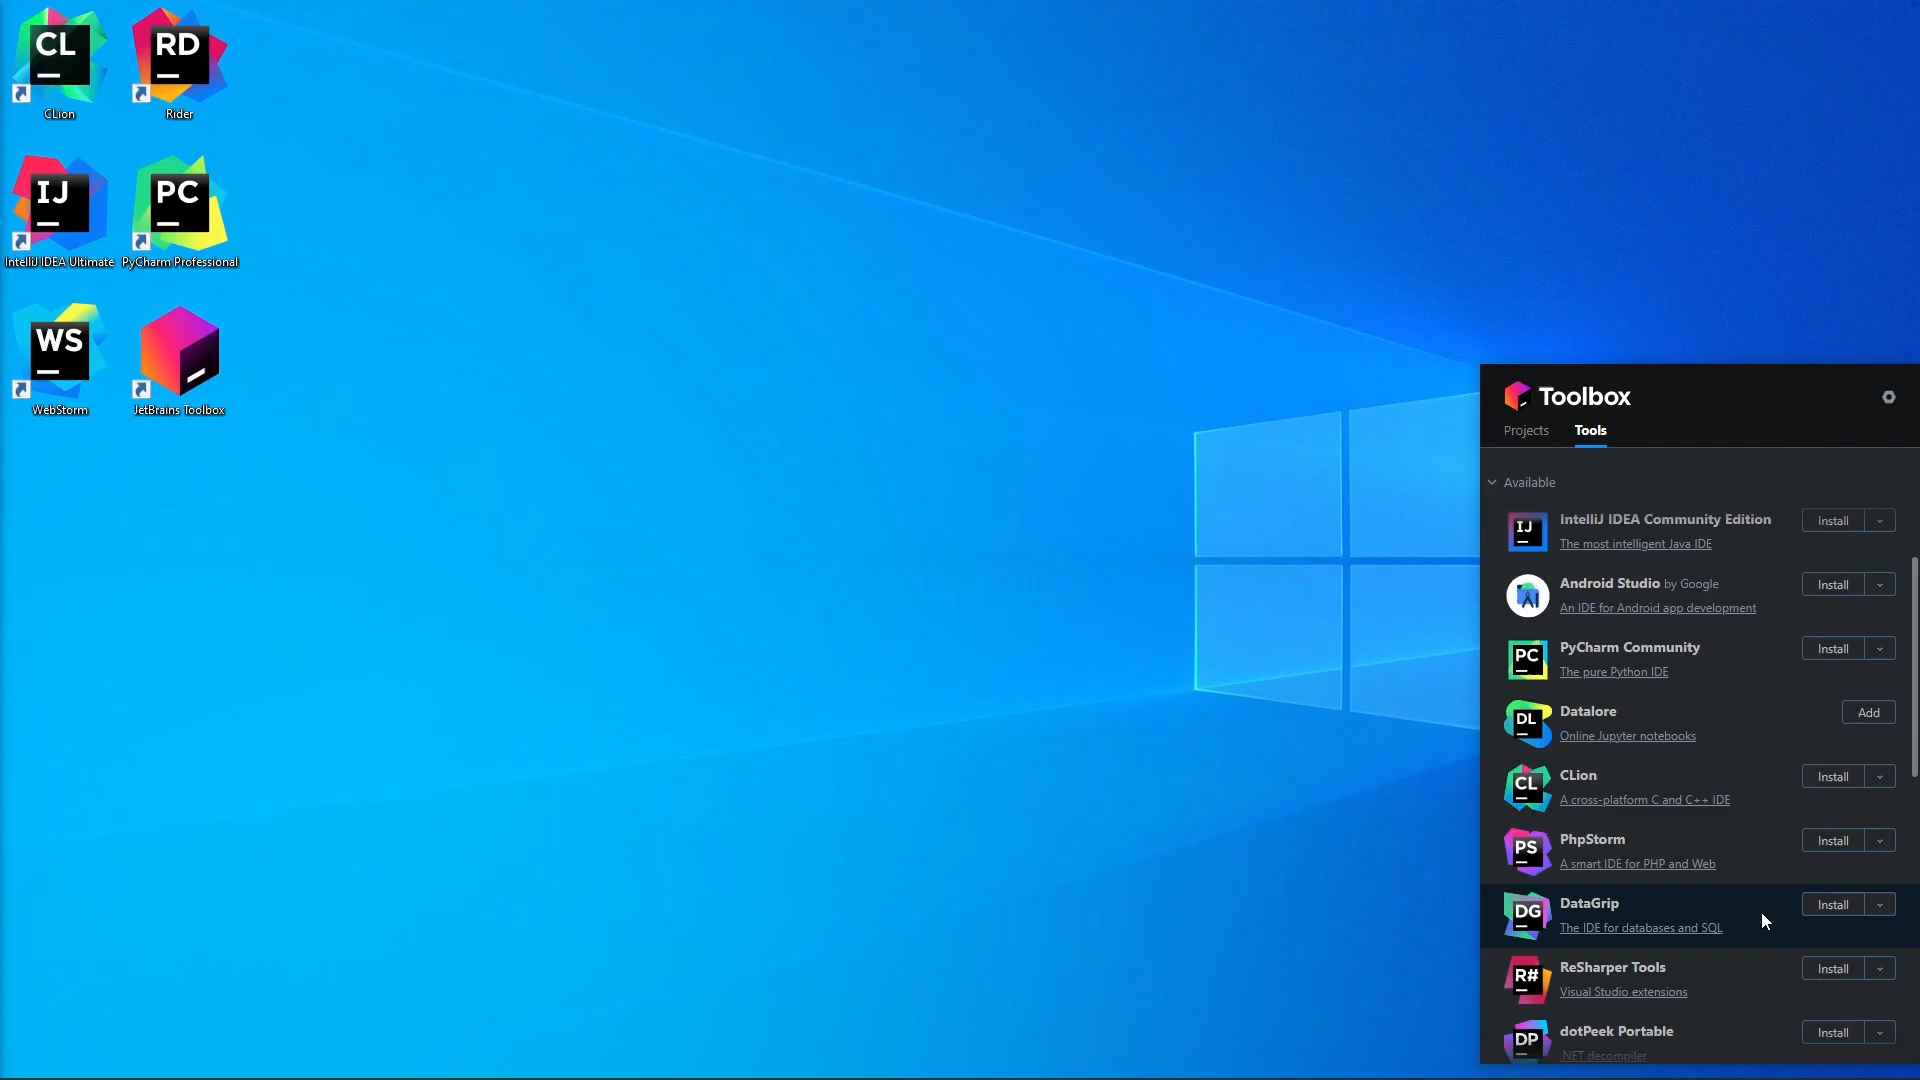 CL
CLion
RD
Rider
IJ
IntelliJ IDEA Ultimate
PC
PyCharm Professional
WS
WebStorm
JetBrains Toolbox
Toolbox
Projects
Tools
Available
IJ
IntelliJ IDEA Community Edition
Install
The most intelligent Java IDE
Android Studio by Google
Install
An IDE for Android app development
PC
PyCharm Community
Install
The pure Python IDE
DL
Datalore
Add
Online Jupyter notebooks
CL
CLion
Install
A cross-platform C and C++ IDE
PS
PhpStorm
Install
A smart IDE for PHP and Web
DG
DataGrip
Install
The IDE for databases and SQL
R#
ReSharper Tools
Install
Visual Studio extensions
DP
dotPeek Portable
Install
.NET decompiler